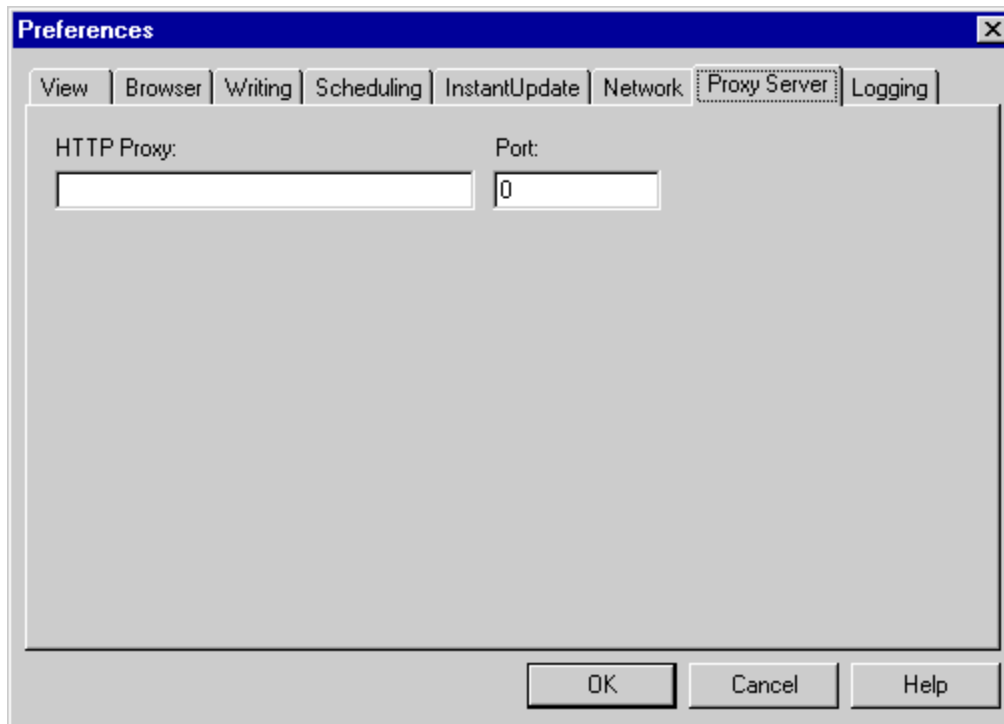 Preferences
View Browser Writing Scheduling InstantUpdate Network Proxy Server Logging
HTTP Proxy: Port:
0
OK Cancel Help